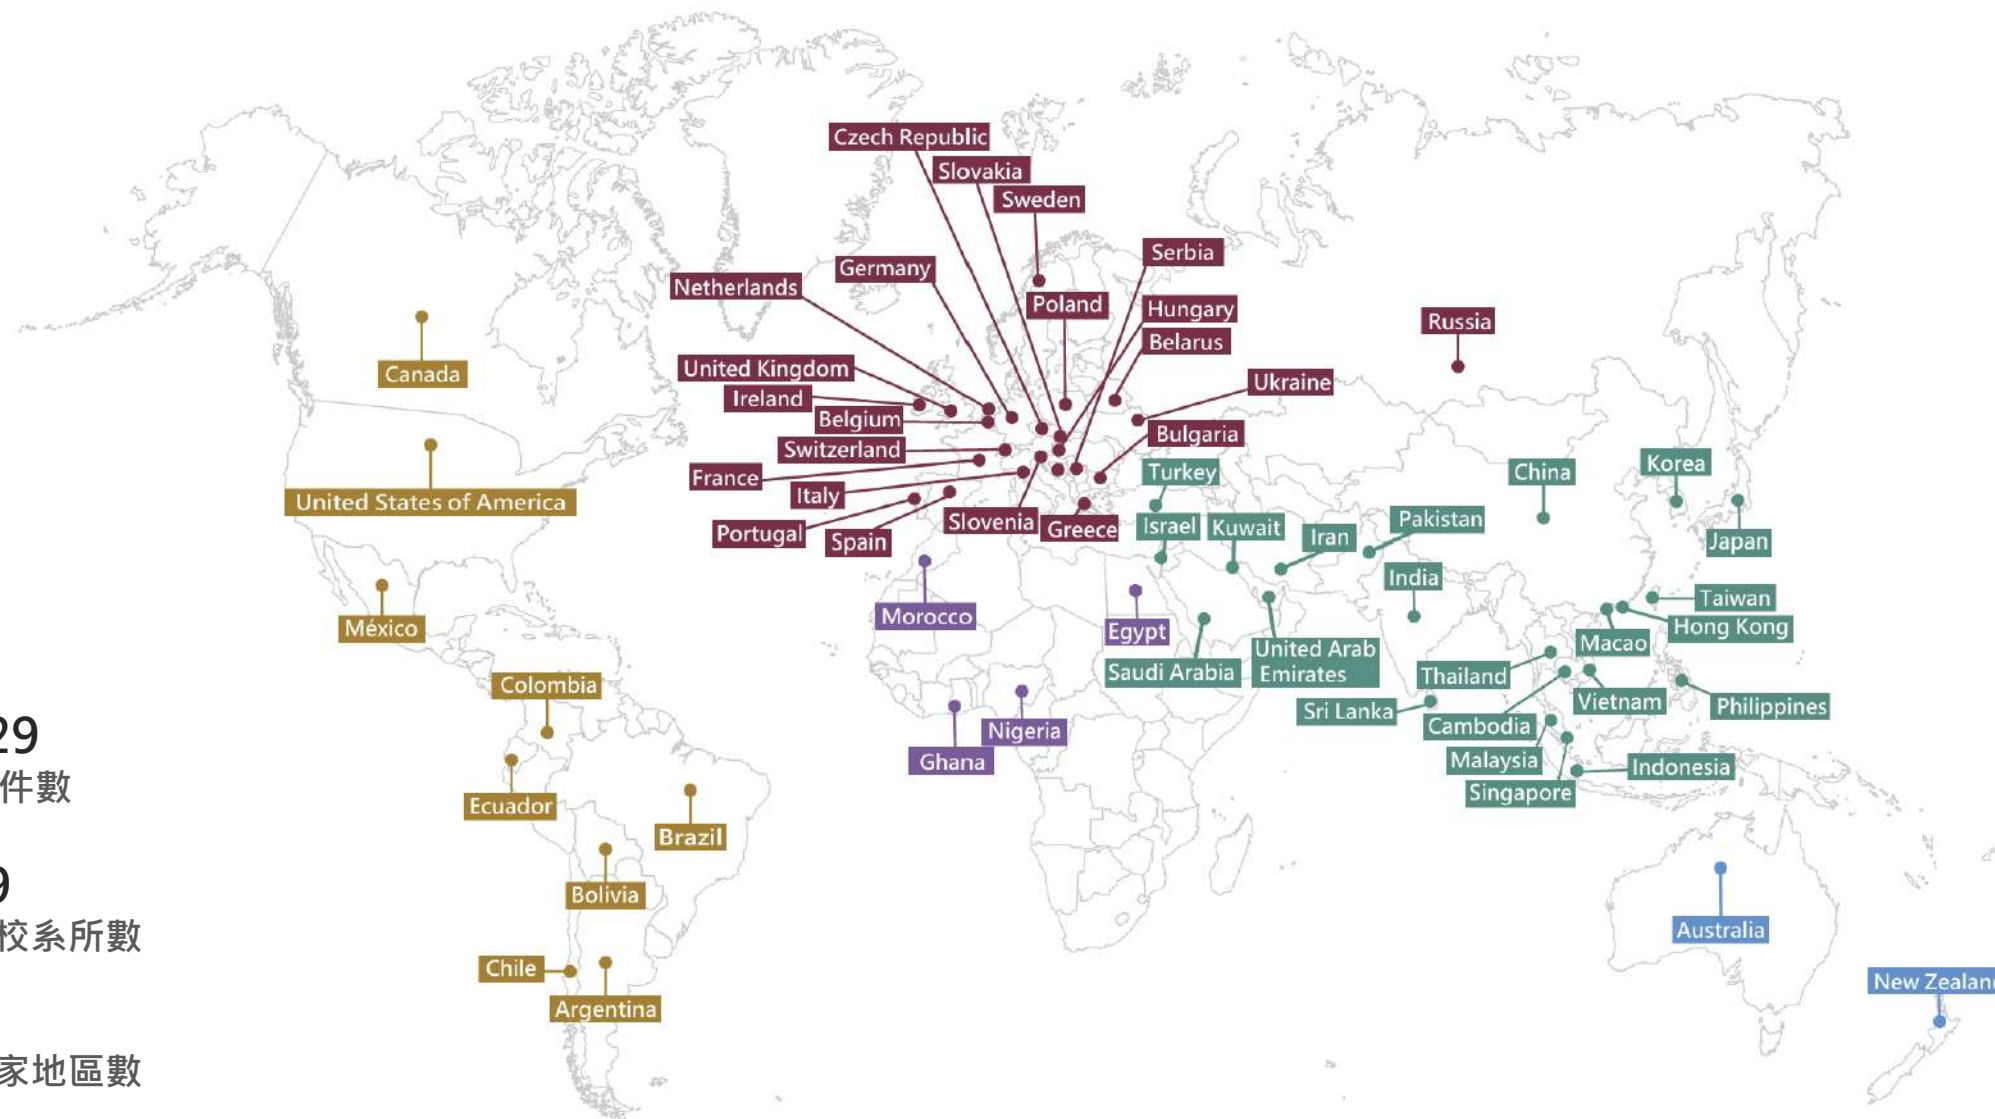 Czech Republic
Slovakia
Sweden
Serbia
Germany
Netherlands
Poland
Hungary
Russia
Belarus
United Kingdom
Canada
Ukraine
Ireland
Belgium
Bulgaria
Switzerland
Korea
China
Turkey
France
Italy
United States of America
Pakistan
Slovenia
Israel
Kuwait
Greece
Portugal
Iran
Spain
Japan
India
Taiwan
Morocco
México
Hong Kong
Egypt
Macao
United Arab
Emirates
Saudi Arabia
Thailand
Colombia
Vietnam
Philippines
Sri Lanka
Cambodia
Nigeria
29
件數
Malaysia
Ghana
Indonesia
Singapore
Ecuador
Brazil
9
Bolivia
校系所數
Australia
Chile
New Zealan
Argentina
家地區數